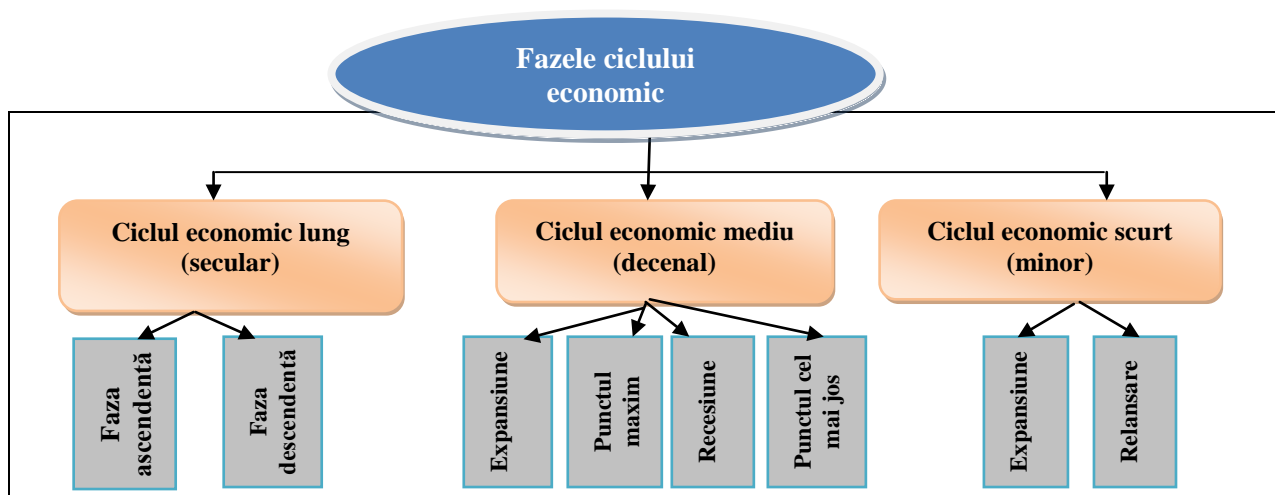 Fazele ciclului
economic
Ciclul economic lung
(secular)
Ciclul economic mediu
(decenal)
Ciclul economic scurt
(minor)
Faza
ascendentă
Faza
descendentă
Expansiune
Punctul
maxim
Recesiune
Punctul cel
mai jos
Expansiune
Relansare